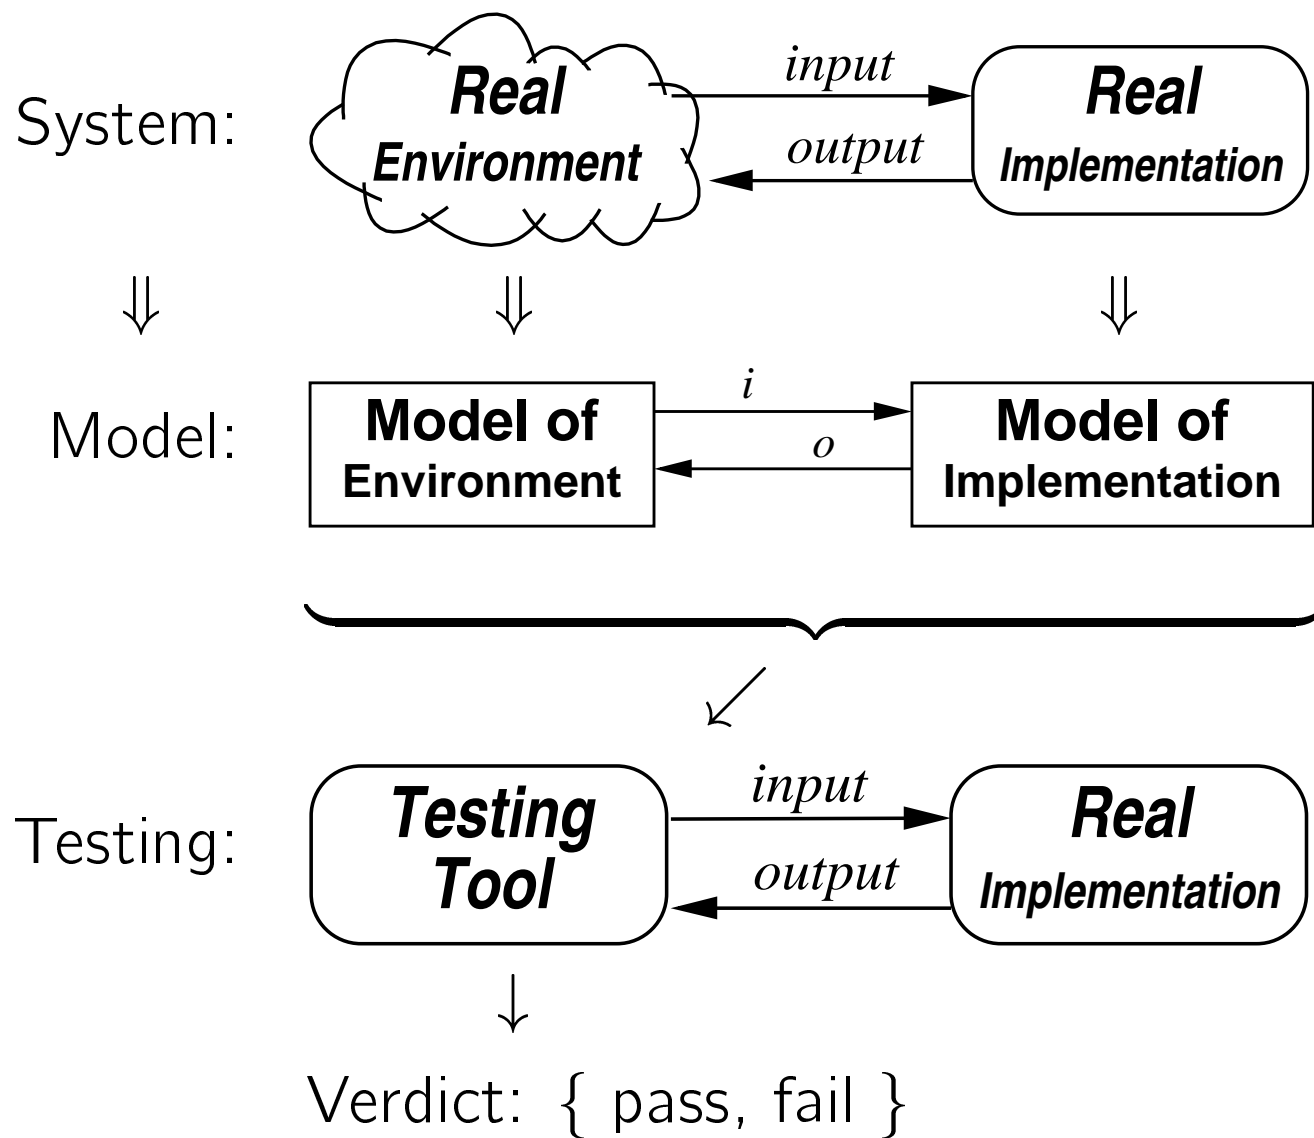 System:
Real
Environment
input
output
Real
Implementation
⇓ ⇓ ⇓
Model:
Model of
Environment
i
o
Model of
Implementation
Testing:
Testing
Tool
input
output
Real
Implementation
Verdict: { pass, fail }